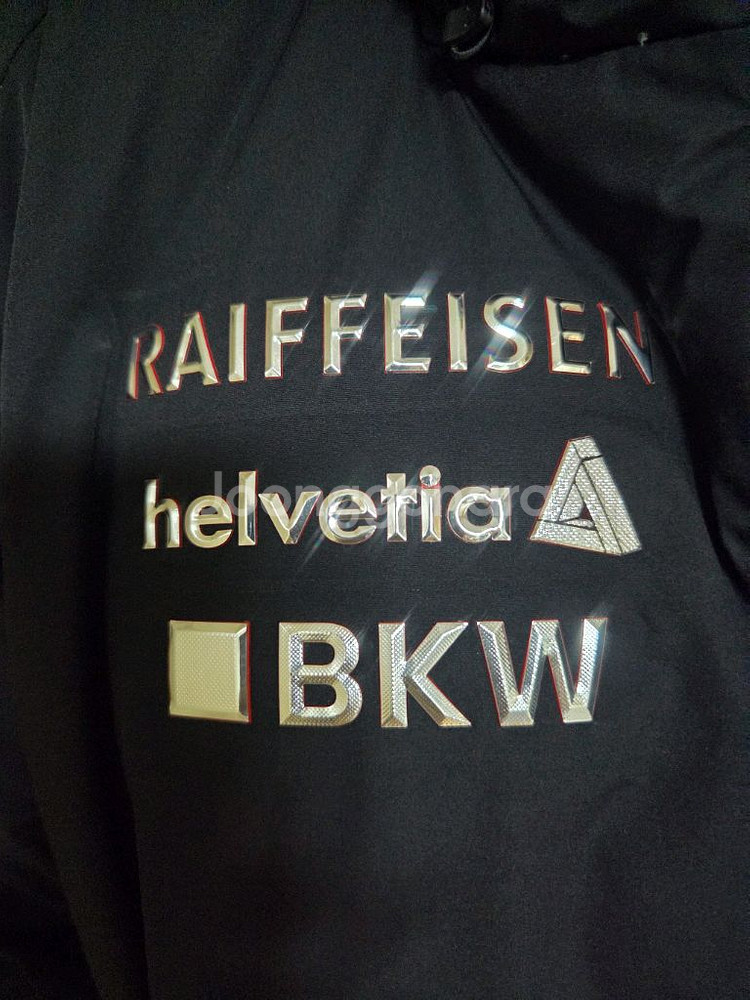 RAIFFEISEN
helvetia
BKW